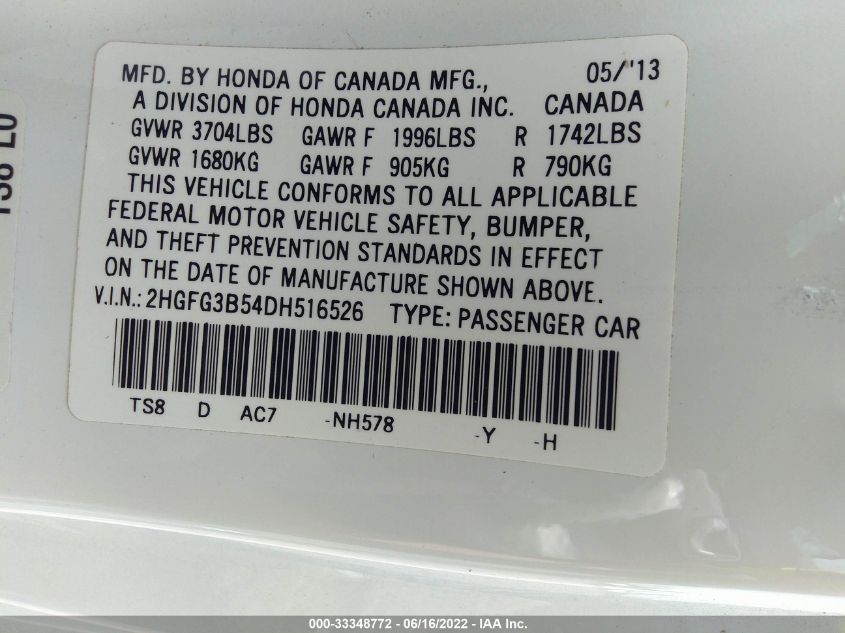 MFD. BY HONDA OF CANADA MFG., 05/'13
A DIVISION OF HONDA CANADA INC. CANADA
GVWR 3704LBS GAWR F 1996LBS R 1742LBS
GVWR 1680KG GAWR F 905KG R 790KG
THIS VEHICLE CONFORMS TO ALL APPLICABLE
FEDERAL MOTOR VEHICLE SAFETY, BUMPER,
AND THEFT PREVENTION STANDARDS IN EFFECT
ON THE DATE OF MANUFACTURE SHOWN ABOVE.
V.I.N.: 2HGFG3B54DH516526 TYPE: PASSENGER CAR
TS8 D AC7 -NH578 -Y -H
000-33348772 - 06/16/2022 - IAA Inc.